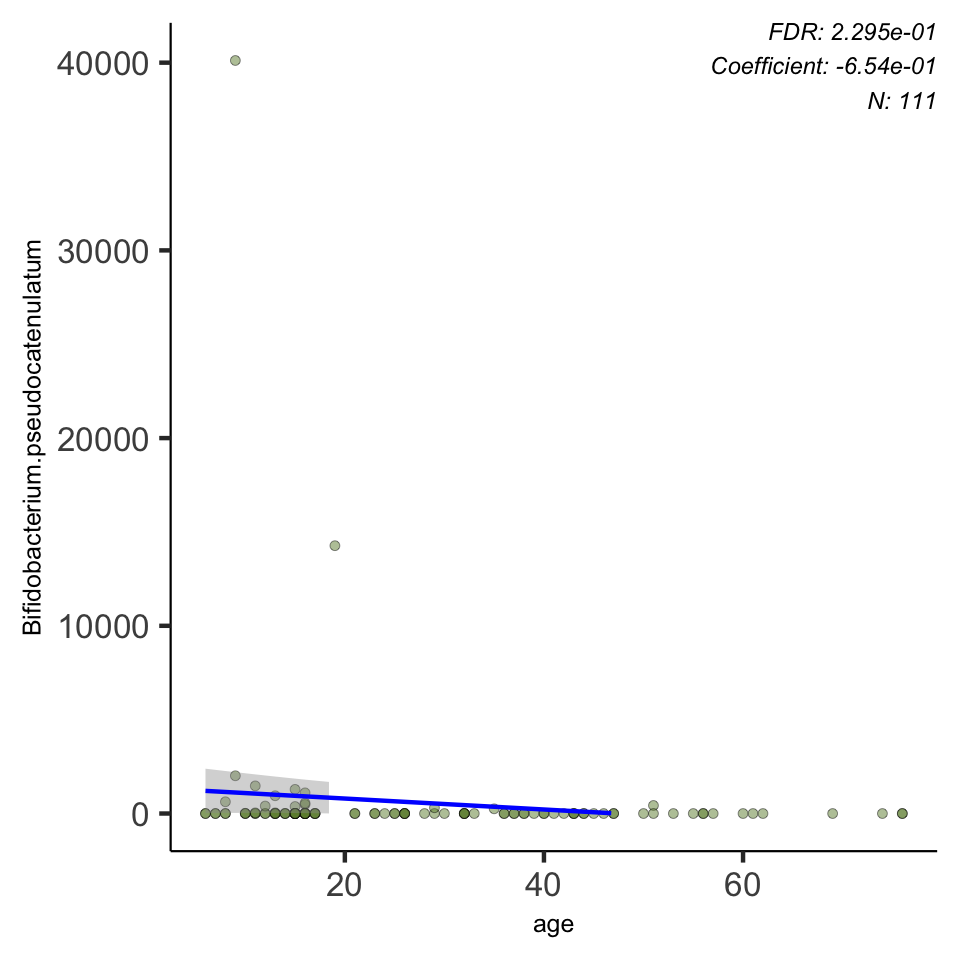 FDR: 2.295e-01
Coefficient: -6.54e-01
N: 111
40000
30000
20000
10000
0
Bifidobacterium.pseudocatenulatum
20 40 60
age